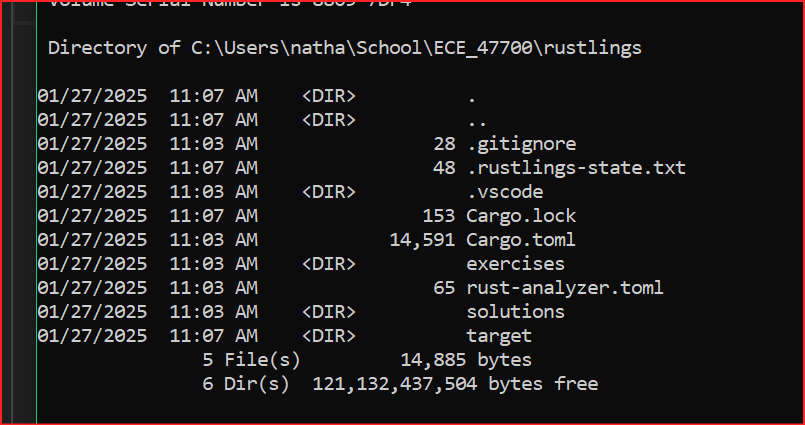 Volume Serial Number is
Directory of C:\Users\natha\School\ECE_47700\rustlings
01/27/2025  11:07 AM    <DIR>          .
01/27/2025  11:07 AM    <DIR>          ..
01/27/2025  11:03 AM                28 .gitignore
01/27/2025  11:07 AM                48 .rustlings-state.txt
01/27/2025  11:03 AM    <DIR>          .vscode
01/27/2025  11:07 AM               153 Cargo.lock
01/27/2025  11:03 AM            14,591 Cargo.toml
01/27/2025  11:03 AM    <DIR>          exercises
01/27/2025  11:03 AM                65 rust-analyzer.toml
01/27/2025  11:03 AM    <DIR>          solutions
01/27/2025  11:07 AM    <DIR>          target
5 File(s)         14,885 bytes
6 Dir(s)  121,132,437,504 bytes free